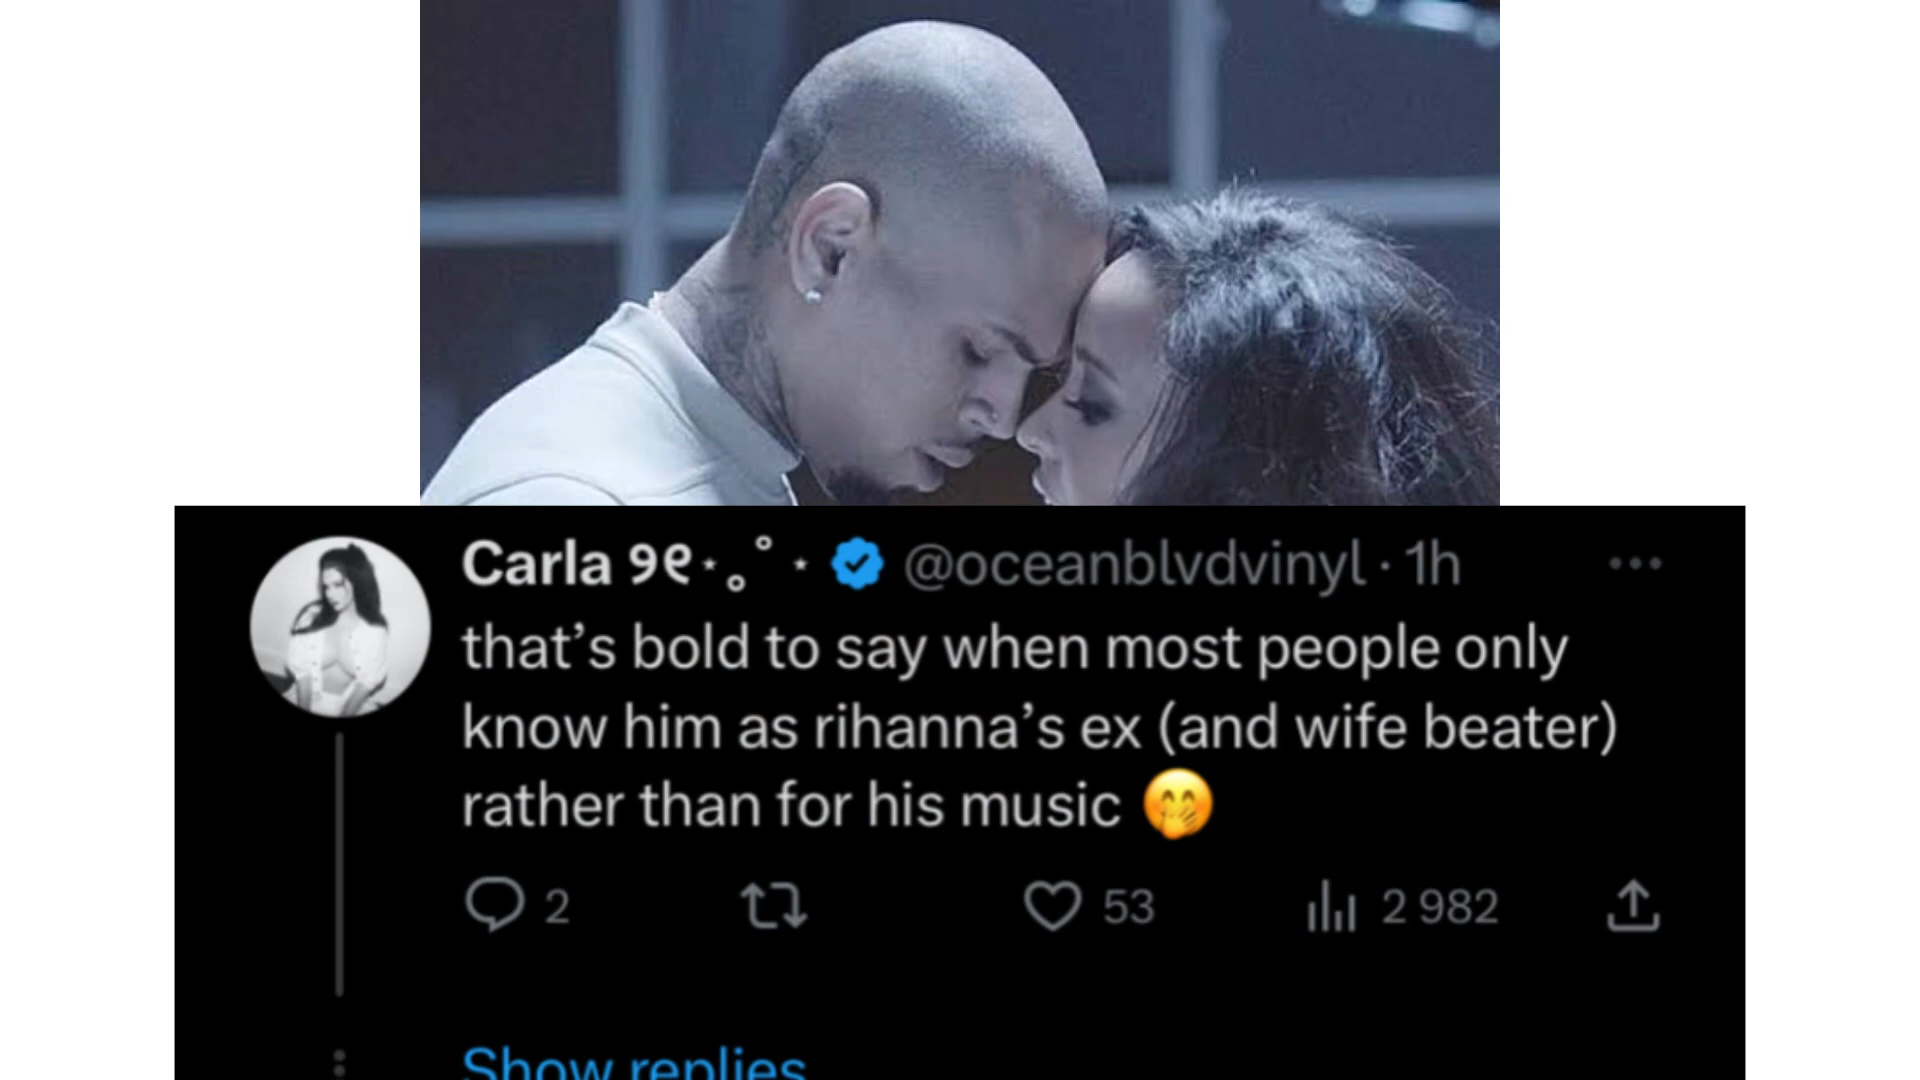 Carla ୨୧⋆｡˚ ⋆ @oceanblvdvinyl · 1h
that’s bold to say when most people only
know him as rihanna’s ex (and wife beater)
rather than for his music 🤭
2 53 2 982
Show replies